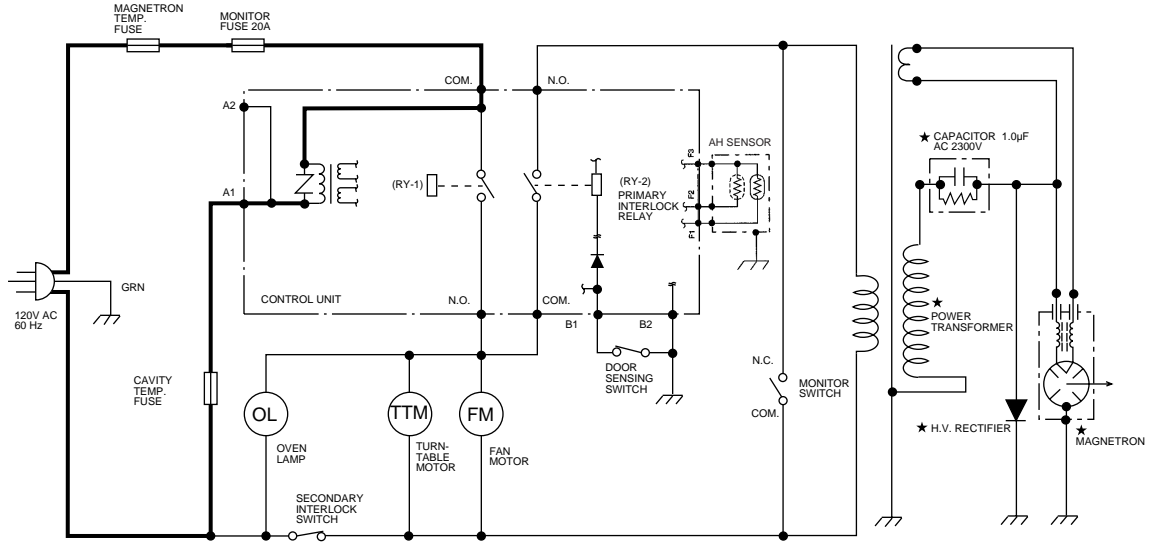 MAGNETRON
TEMP.
FUSE
MONITOR
FUSE 20A
COM.
N.O.
A2
AH SENSOR
★ CAPACITOR 1.0μF
AC 2300V
F3
F2
F1
A1
(RY-1)
(RY-2)
PRIMARY
INTERLOCK
RELAY
GRN
120V AC
60 Hz
CONTROL UNIT
N.O.
COM.
B1
B2
★
POWER
TRANSFORMER
CAVITY
TEMP.
FUSE
DOOR
SENSING
SWITCH
N.C.
MONITOR
SWITCH
COM.
OL
TTM
FM
OVEN
LAMP
TURN-
TABLE
MOTOR
FAN
MOTOR
★ H.V. RECTIFIER
★
MAGNETRON
SECONDARY
INTERLOCK
SWITCH